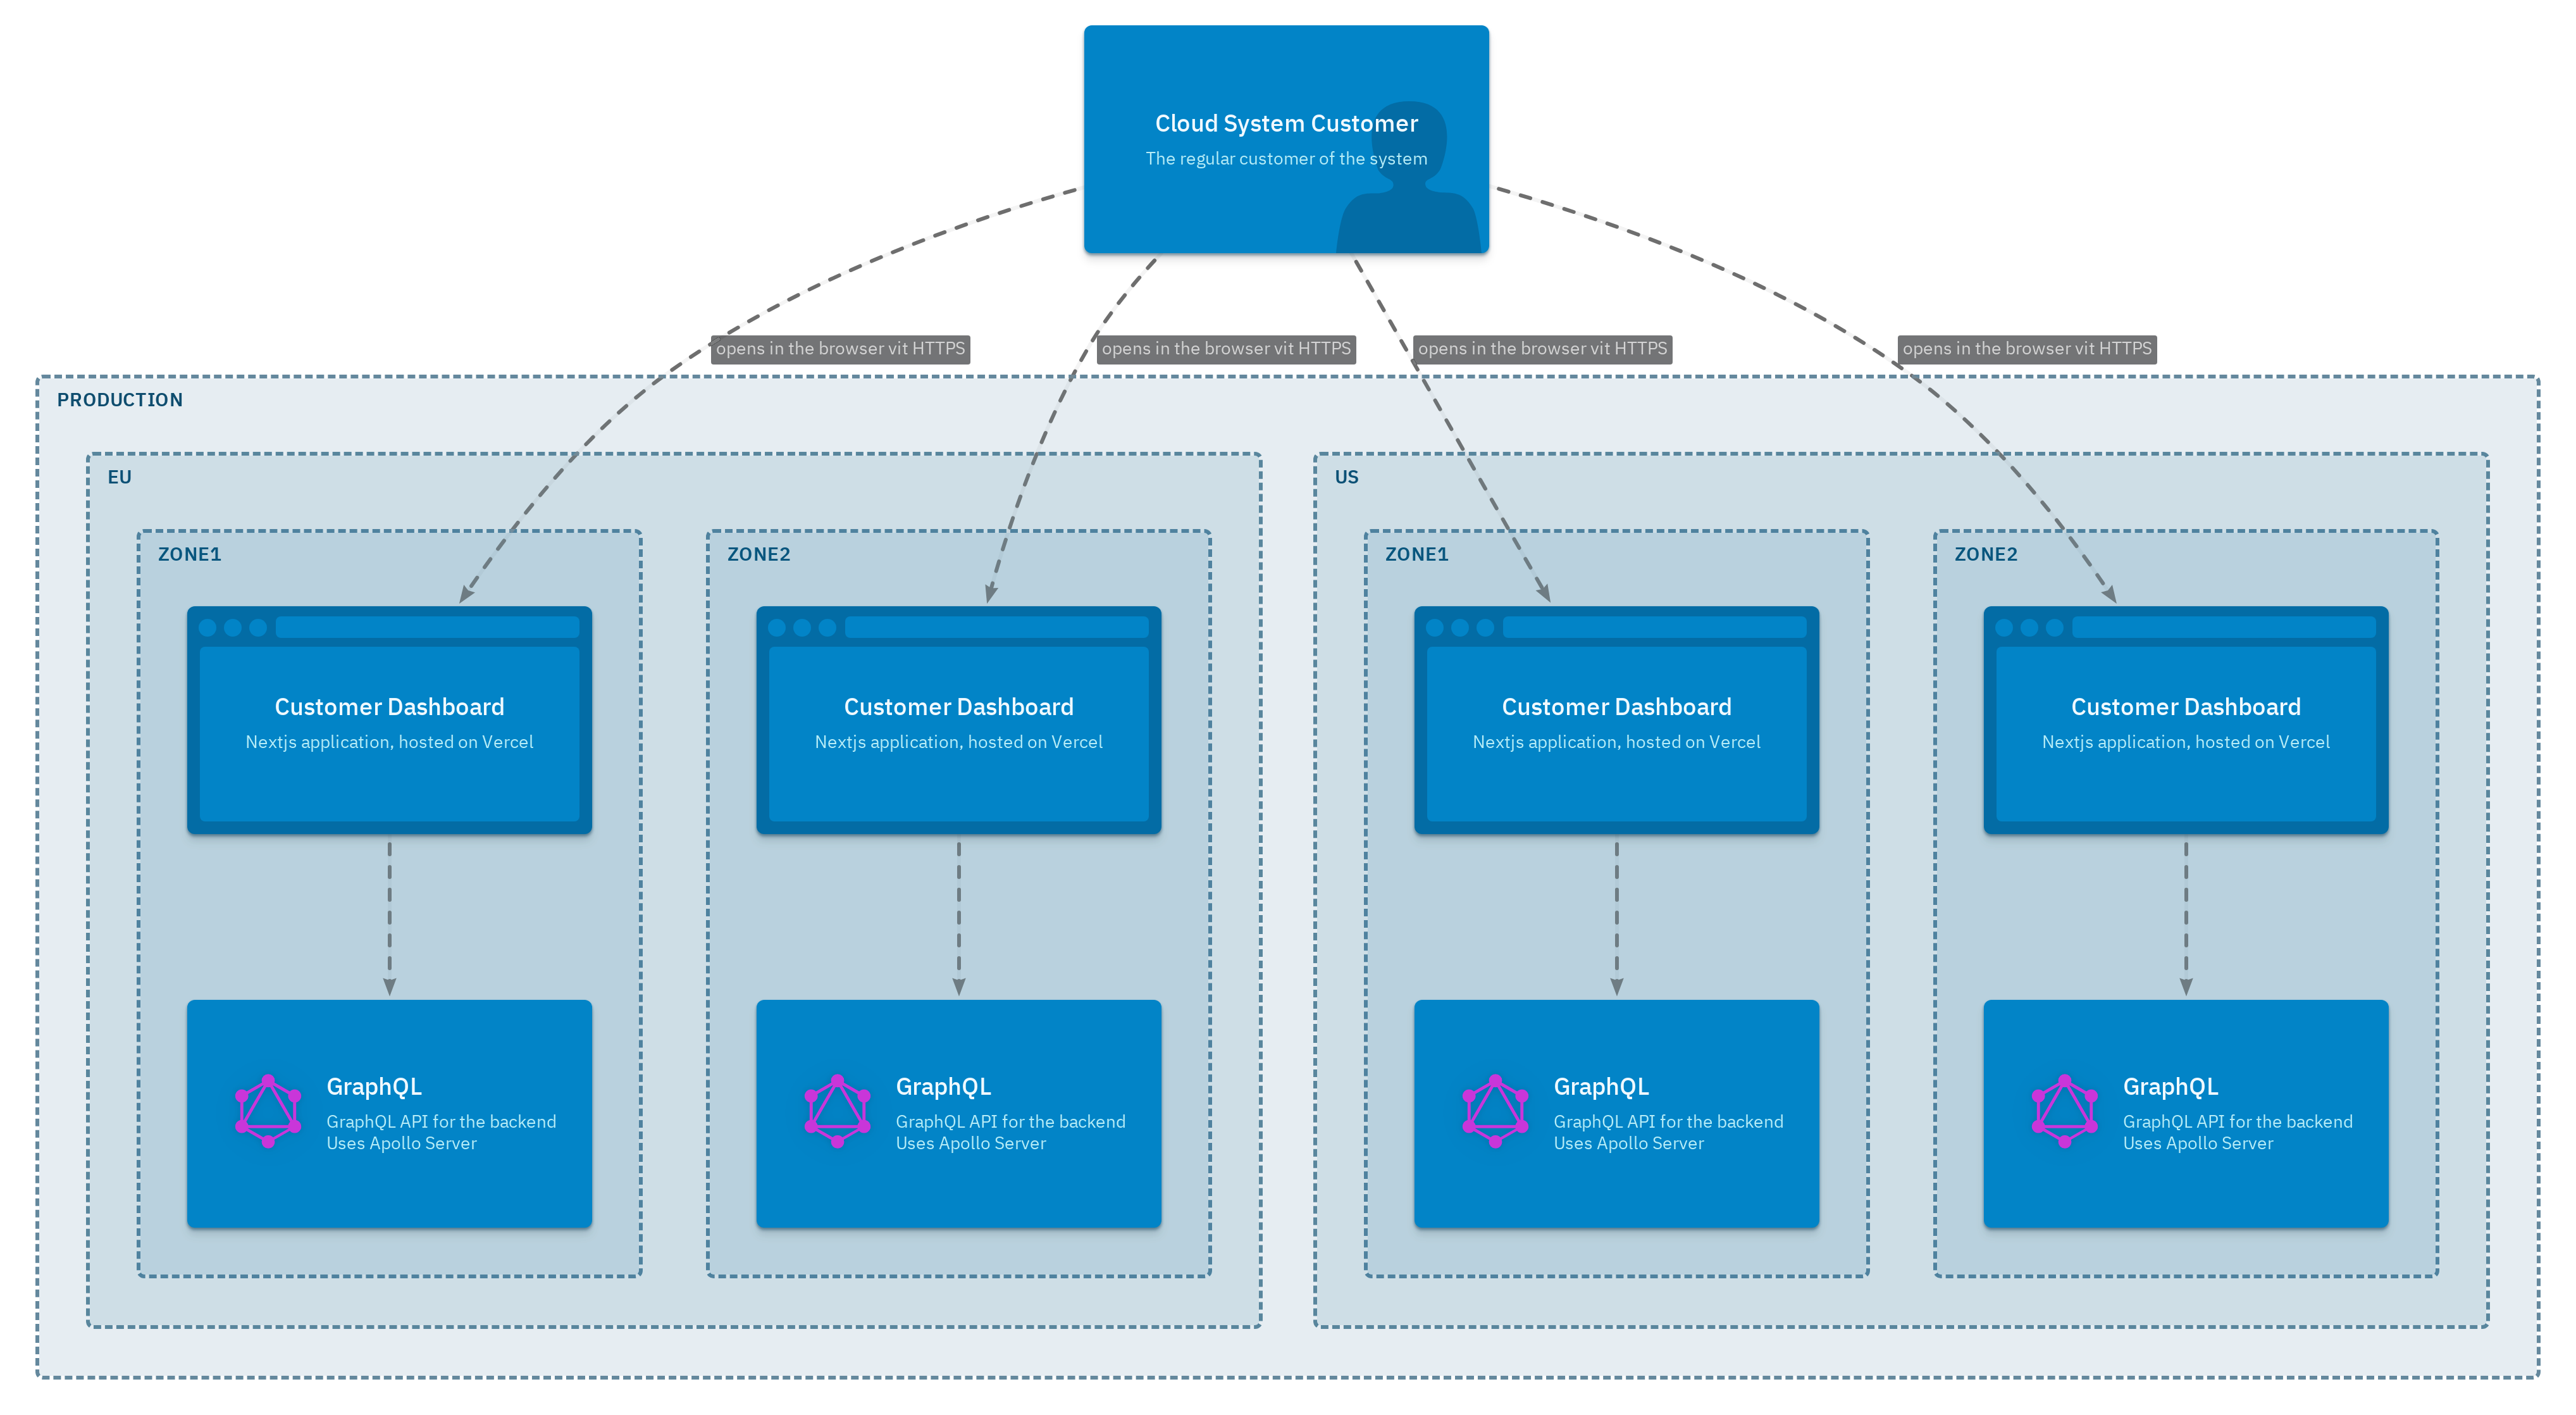 Cloud System Customer
The regular customer of the system
opens in the browser vit HTTPS
opens in the browser vit HTTPS
opens in the browser vit HTTPS
opens in the browser vit HTTPS
PRODUCTION
EU
US
ZONE1
ZONE2
ZONE1
ZONE2
Customer Dashboard
Nextjs application, hosted on Vercel
Customer Dashboard
Nextjs application, hosted on Vercel
Customer Dashboard
Nextjs application, hosted on Vercel
Customer Dashboard
Nextjs application, hosted on Vercel
GraphQL
GraphQL API for the backend
Uses Apollo Server
GraphQL
GraphQL API for the backend
Uses Apollo Server
GraphQL
GraphQL API for the backend
Uses Apollo Server
GraphQL
GraphQL API for the backend
Uses Apollo Server